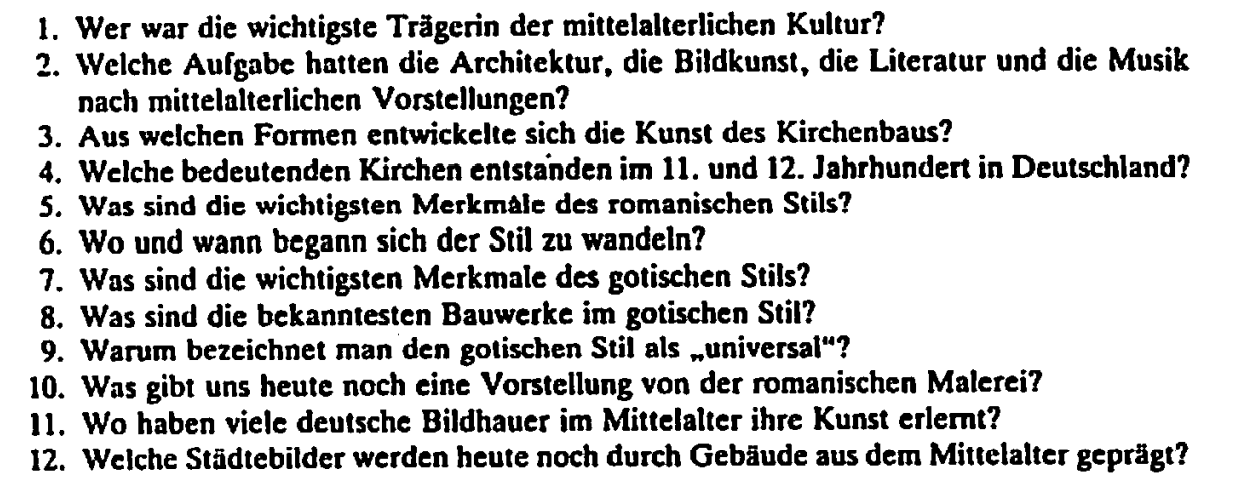 1. Wer war die wichtigste Trägerin der mittelalterlichen Kultur?
2. Welche Aufgabe hatten die Architektur, die Bildkunst, die Literatur und die Musik
nach mittelalterlichen Vorstellungen?
3. Aus welchen Formen entwickelte sich die Kunst des Kirchenbaus?
4. Welche bedeutenden Kirchen entstanden im 11. und 12. Jahrhundert in Deutschland?
5. Was sind die wichtigsten Merkmale des romanischen Stils?
6. Wo und wann begann sich der Stil zu wandeln?
7. Was sind die wichtigsten Merkmale des gotischen Stils?
8. Was sind die bekanntesten Bauwerke im gotischen Stil?
9. Warum bezeichnet man den gotischen Stil als „universal“?
10. Was gibt uns heute noch eine Vorstellung von der romanischen Malerei?
11. Wo haben viele deutsche Bildhauer im Mittelalter ihre Kunst erlernt?
12. Welche Städtebilder werden heute noch durch Gebäude aus dem Mittelalter geprägt?